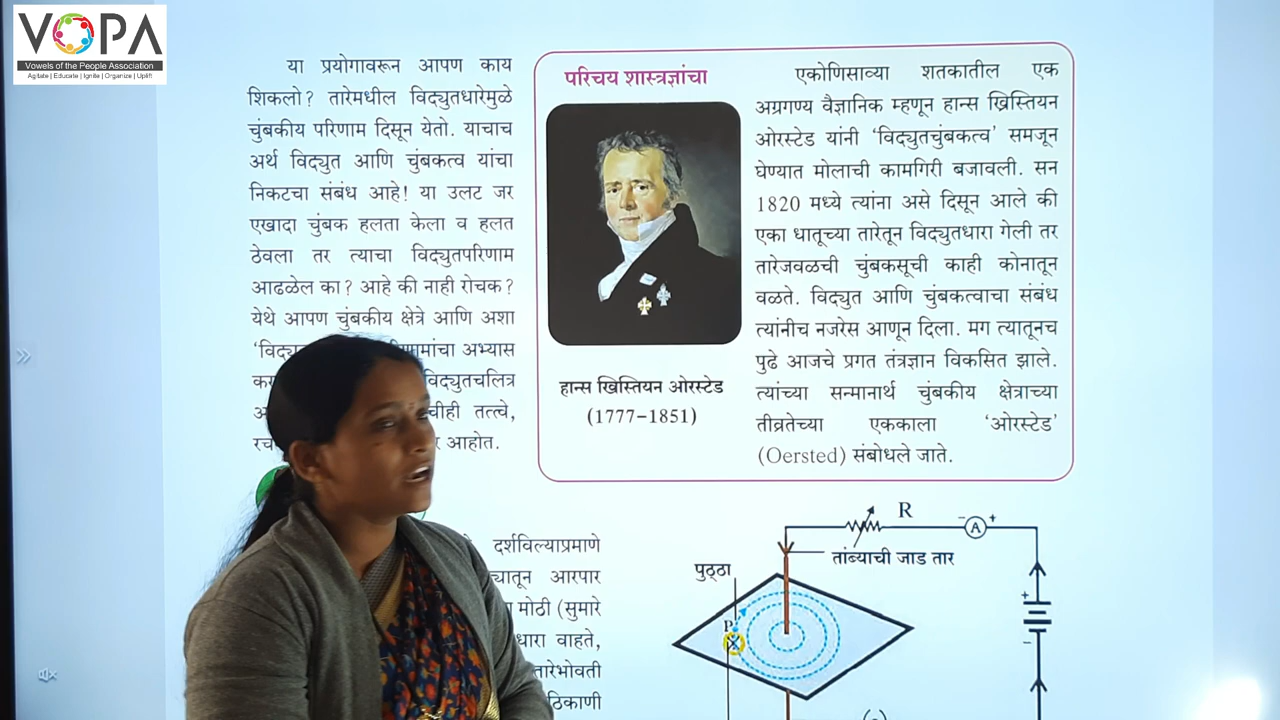 VOPA
Vowels of the People Association
Agitate | Educate | Ignite | Organize | Uplift
या प्रयोगावरून आपण काय
शिकलो? तारेमधील विद्युतधारेमुळे
चुंबकीय परिणाम दिसून येतो. याचाच
अर्थ विद्युत आणि चुंबकत्व यांचा
निकटचा संबंध आहे! या उलट जर
एखादा चुंबक हलता केला व हलत
ठेवला तर त्याचा विद्युतपरिणाम
आढळेल का? आहे की नाही रोचक?
येथे आपण चुंबकीय क्षेत्रे आणि अशा
अभ्यास
विद्युतचलित्र
तत्त्वे,
आहोत.
परिचय शास्त्रज्ञांचा
हान्स ख्रिस्तियन ओरस्टेड
(1777-1851)
एकोणिसाव्या शतकातील एक
अग्रगण्य वैज्ञानिक म्हणून हान्स ख्रिस्तियन
ओरस्टेड यांनी ‘विद्युतचुंबकत्व’ समजून
घेण्यात मोलाची कामगिरी बजावली. सन
1820 मध्ये त्यांना असे दिसून आले की
एका धातूच्या तारेतून विद्युतधारा गेली तर
तारेजवळची चुंबकसूची काही कोनातून
वळते. विद्युत आणि चुंबकत्वाचा संबंध
त्यांनीच नजरेस आणून दिला. मग त्यातूनच
पुढे आजचे प्रगत तंत्रज्ञान विकसित झाले.
त्यांच्या सन्मानार्थ चुंबकीय क्षेत्राच्या
तीव्रतेच्या एककाला ‘ओरस्टेड’
(Oersted) संबोधले जाते.
दर्शविल्याप्रमाणे
आरपार
मोठी (सुमारे
धारा वाहते,
तारेभोवती
ठिकाणी
R
- A +
तांब्याची जाड तार
पुठ्ठा
P
+
-